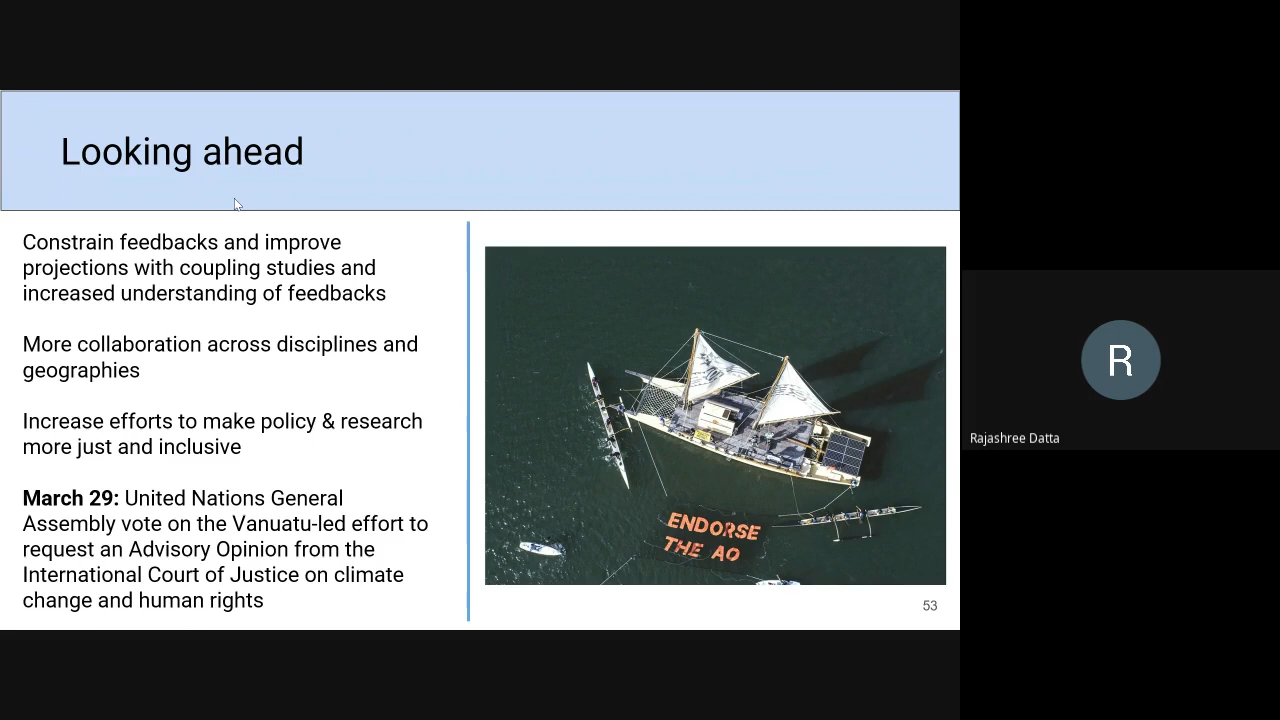 Looking ahead
Constrain feedbacks and improve
projections with coupling studies and
increased understanding of feedbacks
More collaboration across disciplines and
geographies
Increase efforts to make policy & research
more just and inclusive
March 29: United Nations General
Assembly vote on the Vanuatu-led effort to
request an Advisory Opinion from the
International Court of Justice on climate
change and human rights
ENDORSE
THE AO
53
R
Rajashree Datta